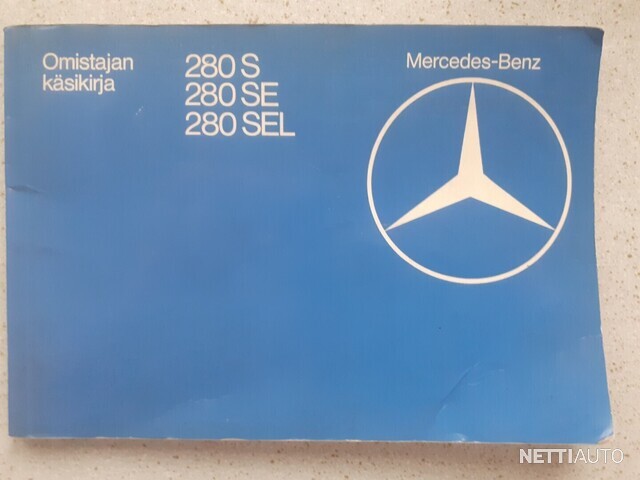 Omistajan
käsikirja
280 S
280 SE
280 SEL
Mercedes-Benz
NETTIAUTO